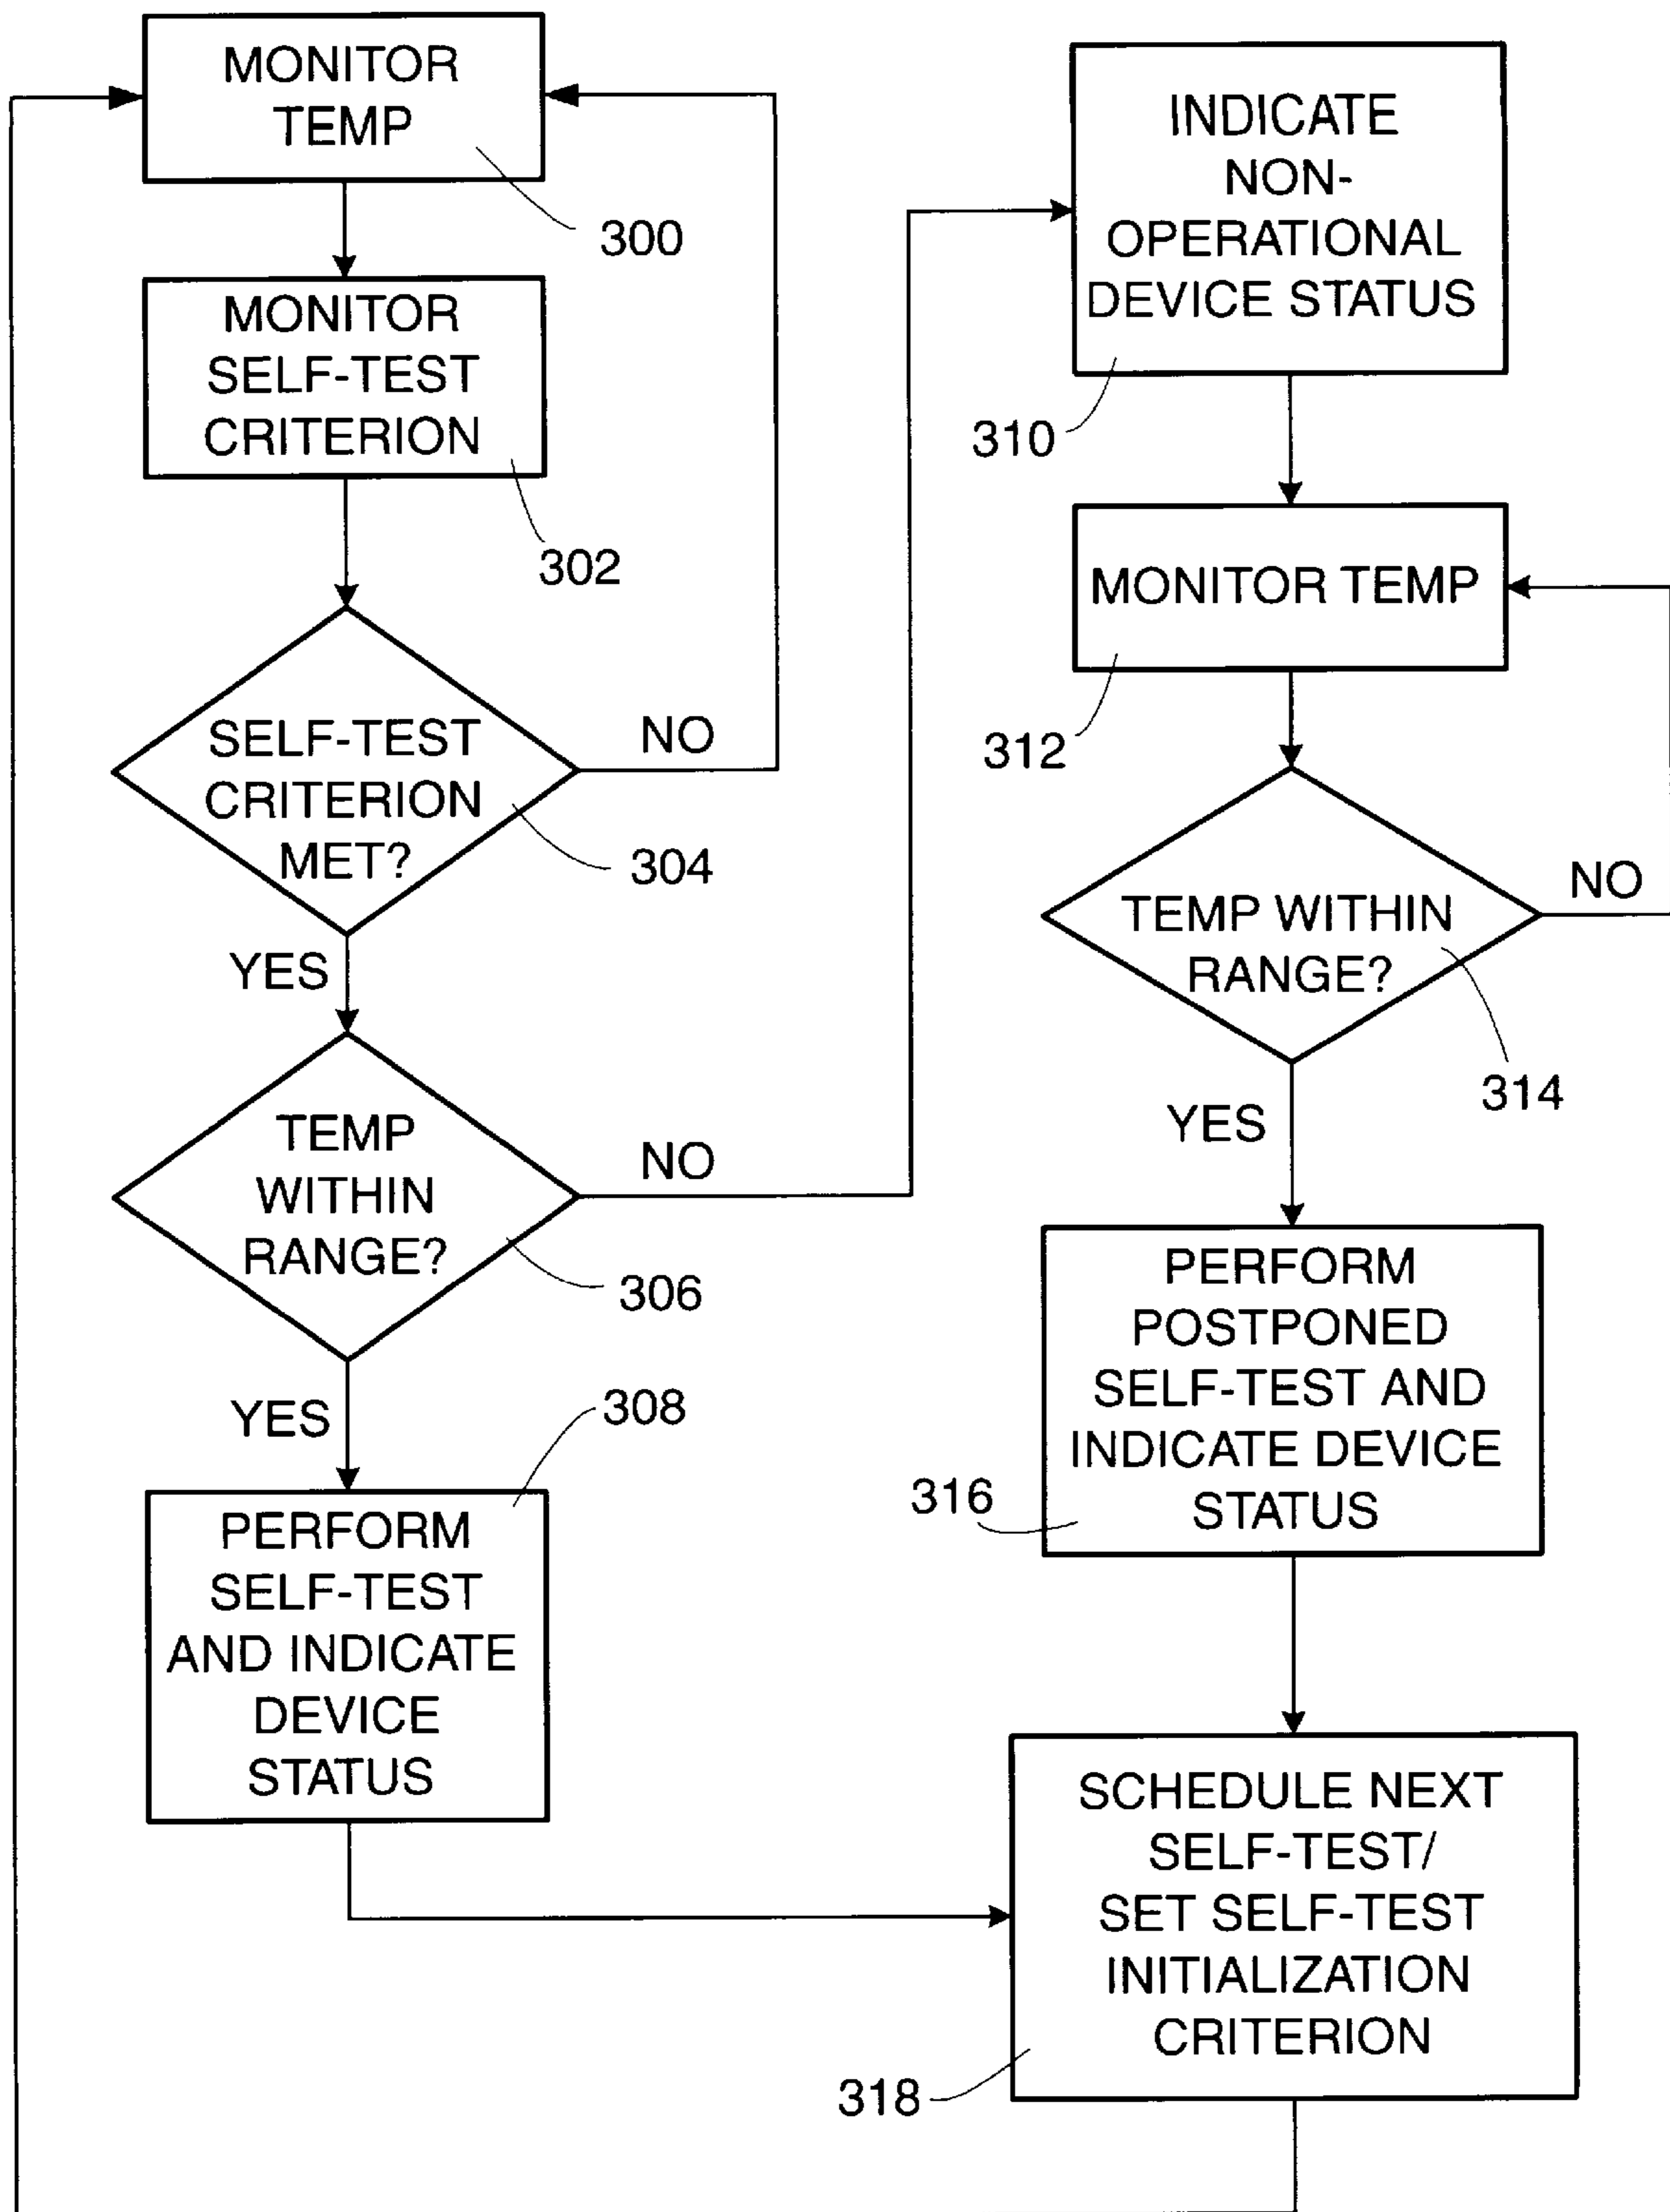 MONITOR
TEMP
300
MONITOR
SELF-TEST
CRITERION
302
SELF-TEST
CRITERION
MET?
NO
304
YES
TEMP
WITHIN
RANGE?
NO
306
YES
308
PERFORM
SELF-TEST
AND INDICATE
DEVICE
STATUS
INDICATE
NON-
OPERATIONAL
DEVICE STATUS
310
MONITOR TEMP
312
TEMP WITHIN
RANGE?
NO
314
YES
PERFORM
POSTPONED
SELF-TEST AND
INDICATE DEVICE
STATUS
316
SCHEDULE NEXT
SELF-TEST/
SET SELF-TEST
INITIALIZATION
CRITERION
318